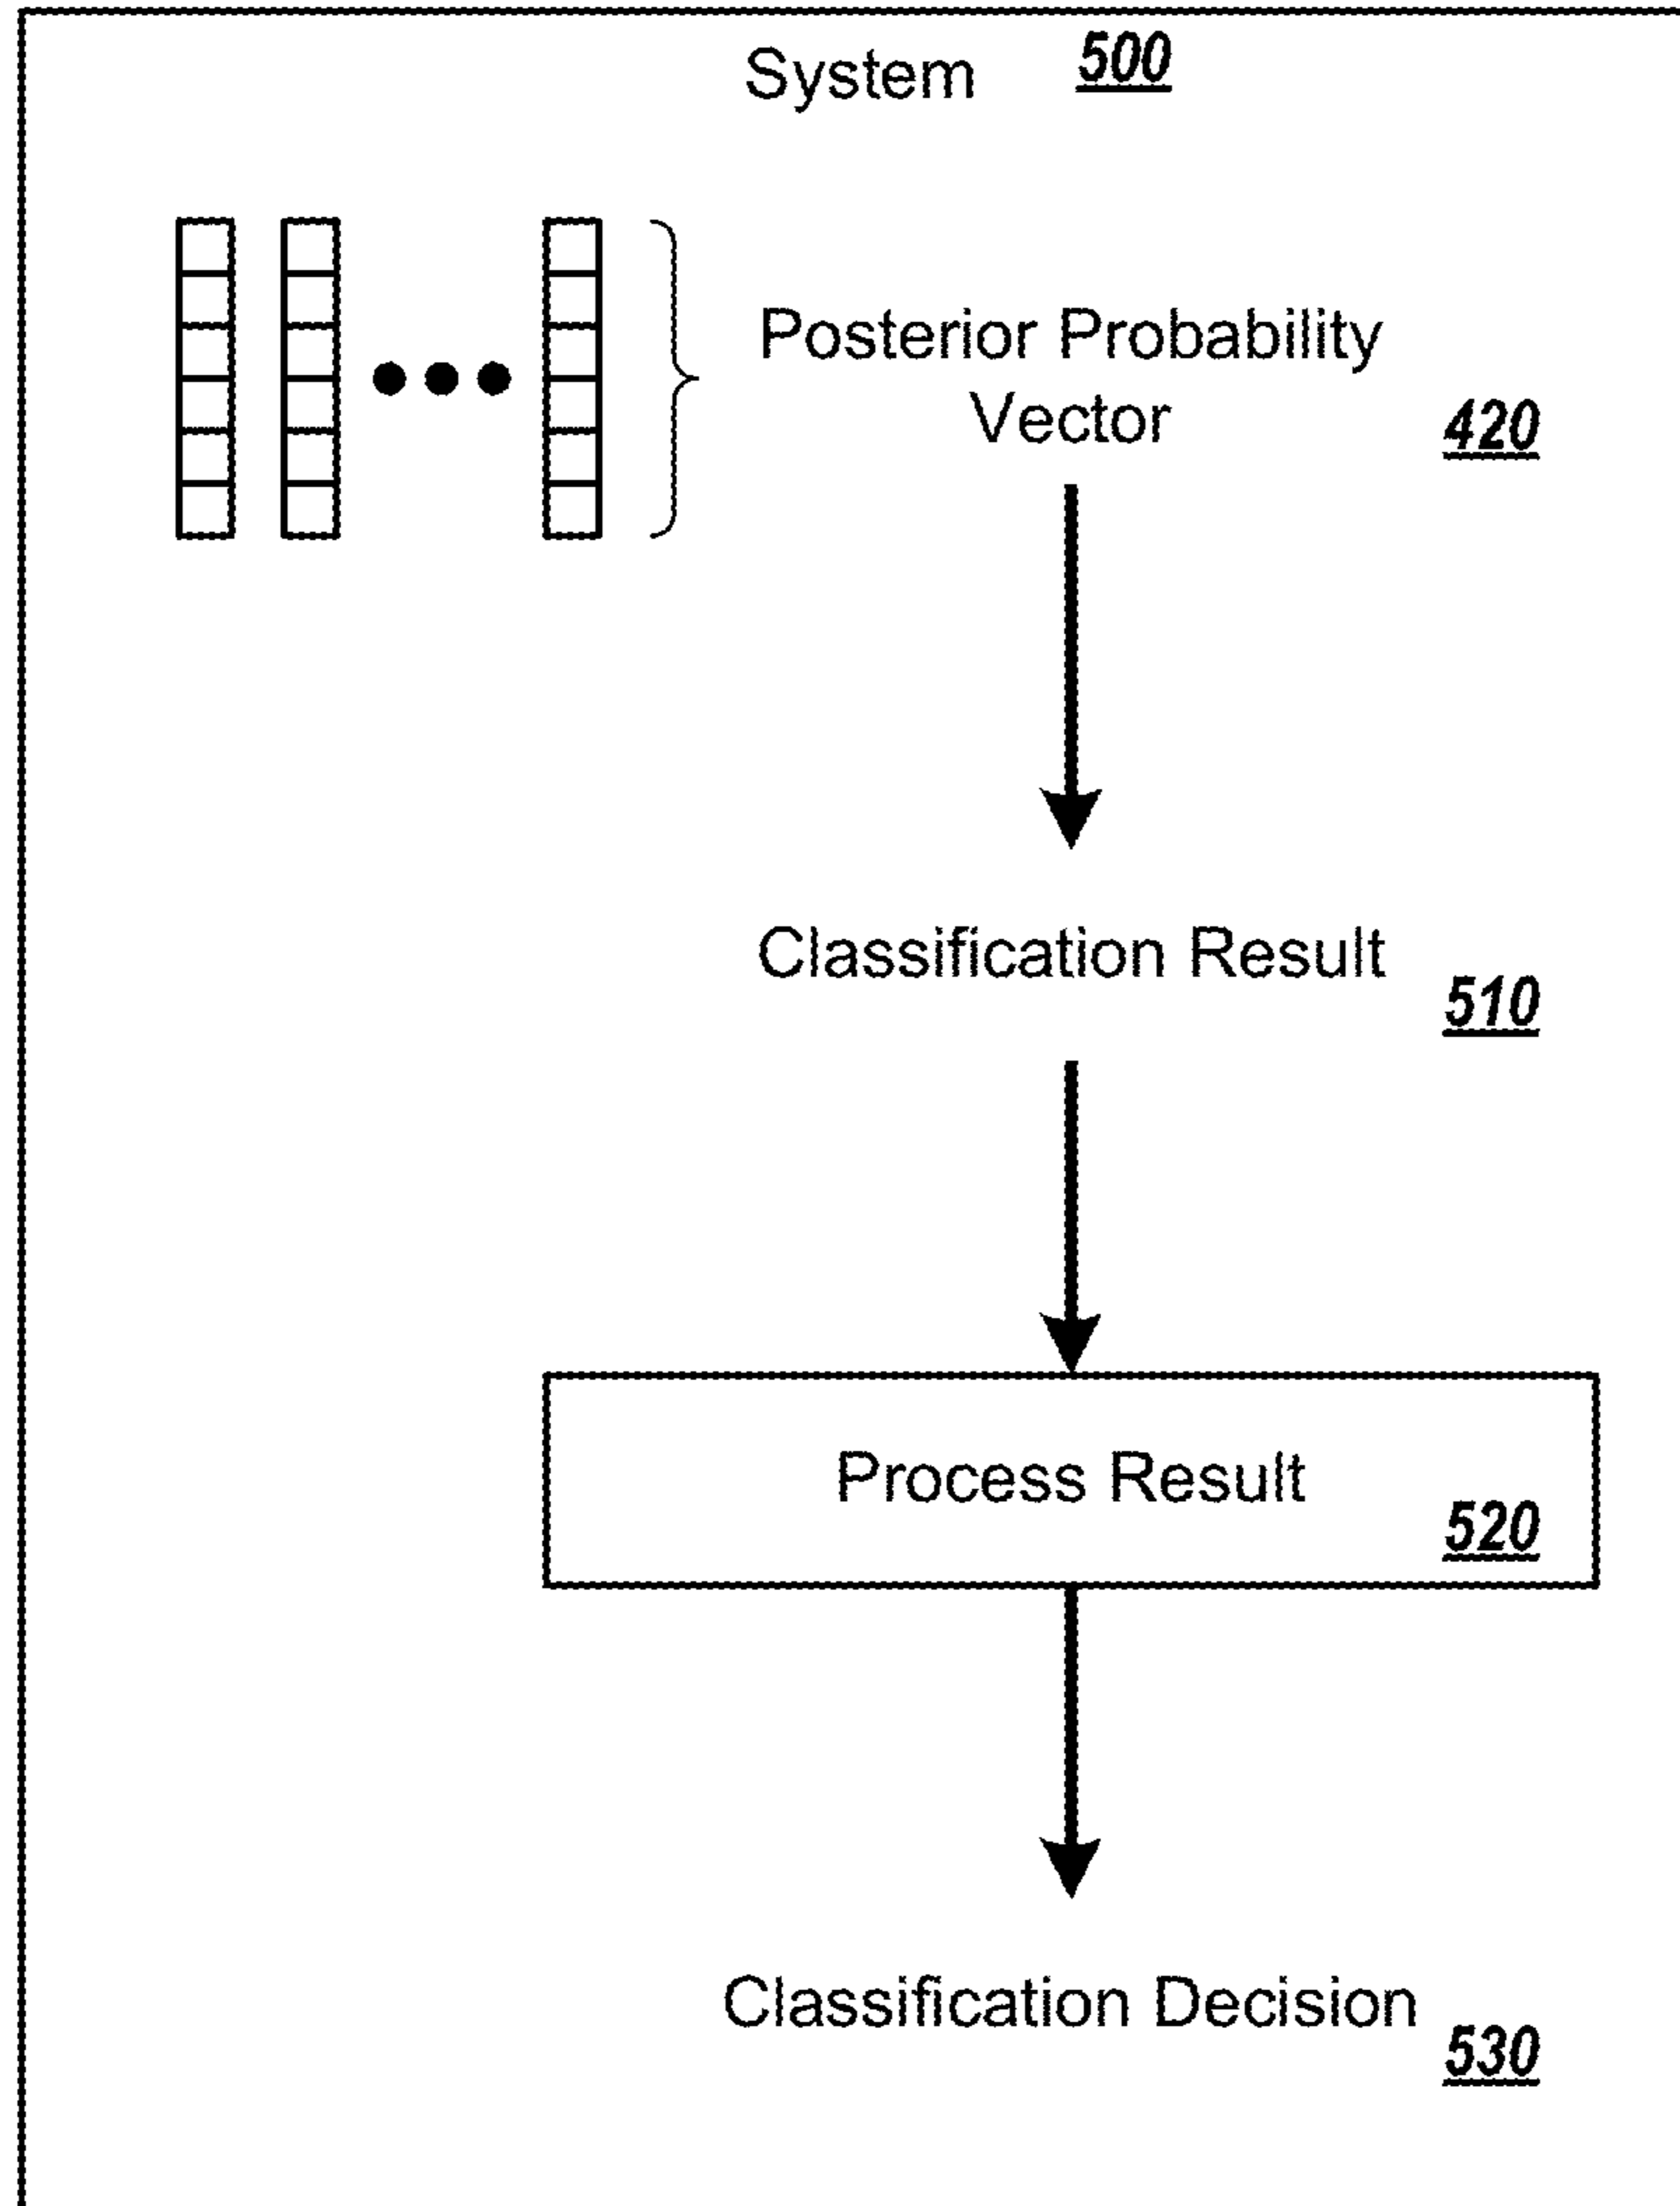 System 500
Posterior Probability
Vector 420
Classification Result
510
Process Result
520
Classification Decision
530